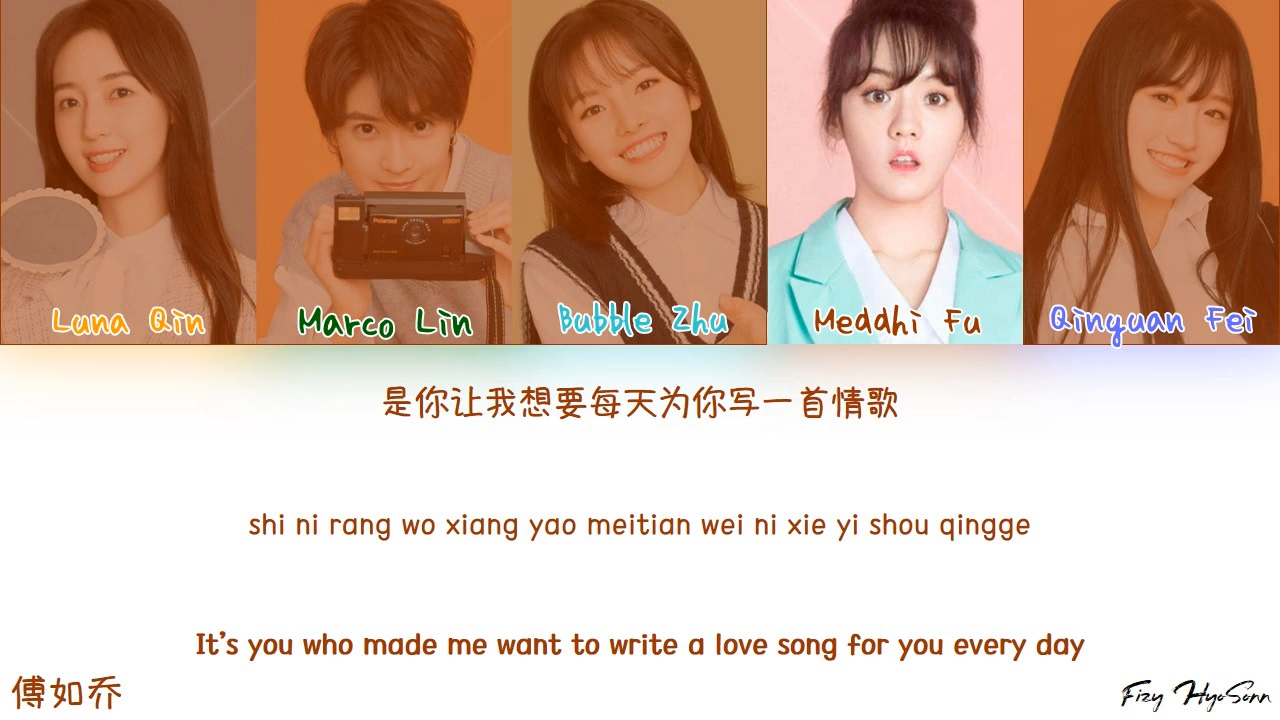 Luna Qin
Marco Lin
Bubble Zhu
Meddhi Fu
Qinyuan Fei
Polaroid
是你让我想要每天为你写一首情歌
shi ni rang wo xiang yao meitian wei ni xie yi shou qingge
It's you who made me want to write a love song for you every day
傅如乔
Fizy HyoSonn